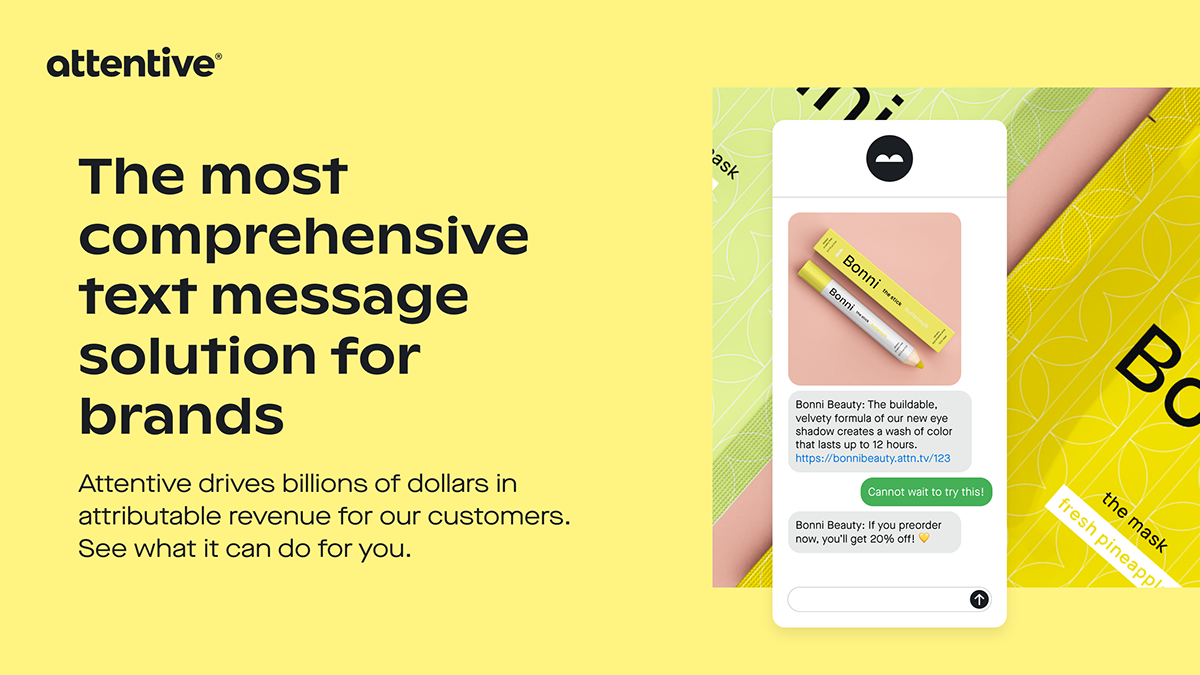 attentive®
The most
comprehensive
text message
solution for
brands
Attentive drives billions of dollars in
attributable revenue for our customers.
See what it can do for you.
ask
Bonni
the stick
Bonni
the stick
Bonni Beauty: The buildable,
velvety formula of our new eye
shadow creates a wash of color
that lasts up to 12 hours.
https://bonnibeauty.attn.tv/123
Cannot wait to try this!
Bonni Beauty: If you preorder
now, you’ll get 20% off! 💛
Bo
the mask
fresh pineappl